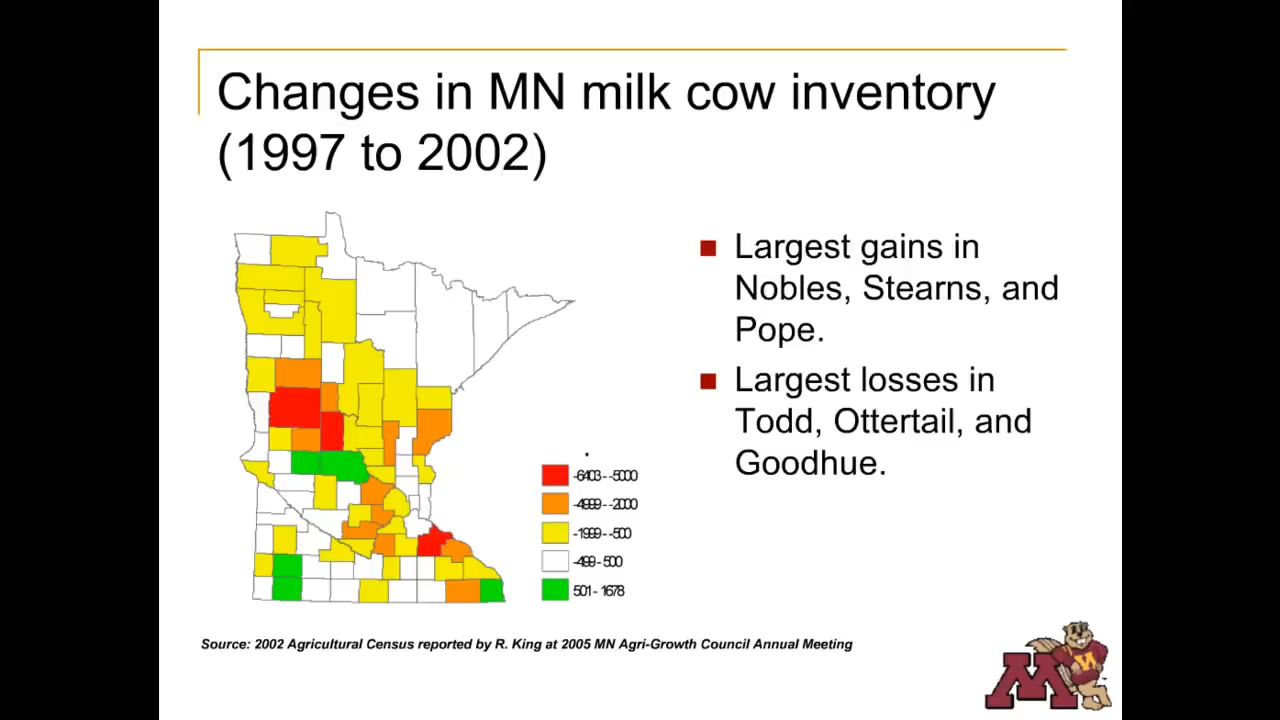 Changes in MN milk cow inventory
(1997 to 2002)
Largest gains in
Nobles, Stearns, and
Pope.
Largest losses in
Todd, Ottertail, and
Goodhue.
-6403 - -5000
-4999 - -2000
-1999 - -500
-499 - 500
501 - 1678
Source: 2002 Agricultural Census reported by R. King at 2005 MN Agri-Growth Council Annual Meeting
M